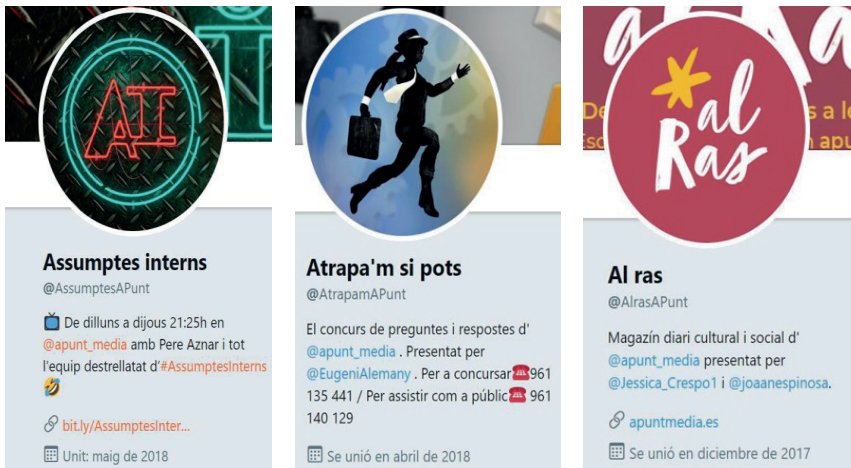 AI
Assumptes interns
@AssumptesAPunt
📺 De dilluns a dijous 21:25h en
@apunt_media amb Pere Aznar i tot
l'equip destrellatat d'#AssumptesInterns
🤣
bit.ly/AssumptesInter...
Unit: maig de 2018
Atrapa'm si pots
@AtrapamAPunt
El concurs de preguntes i respostes d'
@apunt_media . Presentat per
@EugeniAlemany . Per a concursar☎️961
135 441 / Per assistir com a públic☎️ 961
140 129
Se unió en abril de 2018
al
Ras
Al ras
@AlrasAPunt
Magazín diari cultural i social d'
@apunt_media presentat per
@Jessica_Crespo1 i @joaanespinosa.
apuntmedia.es
Se unió en diciembre de 2017